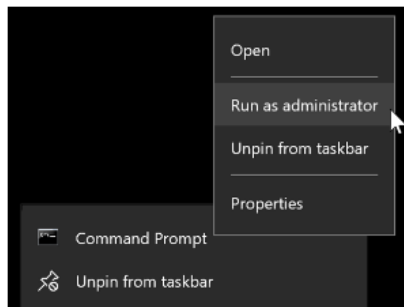 Open
Run as administrator
Unpin from taskbar
Properties
Command Prompt
Unpin from taskbar